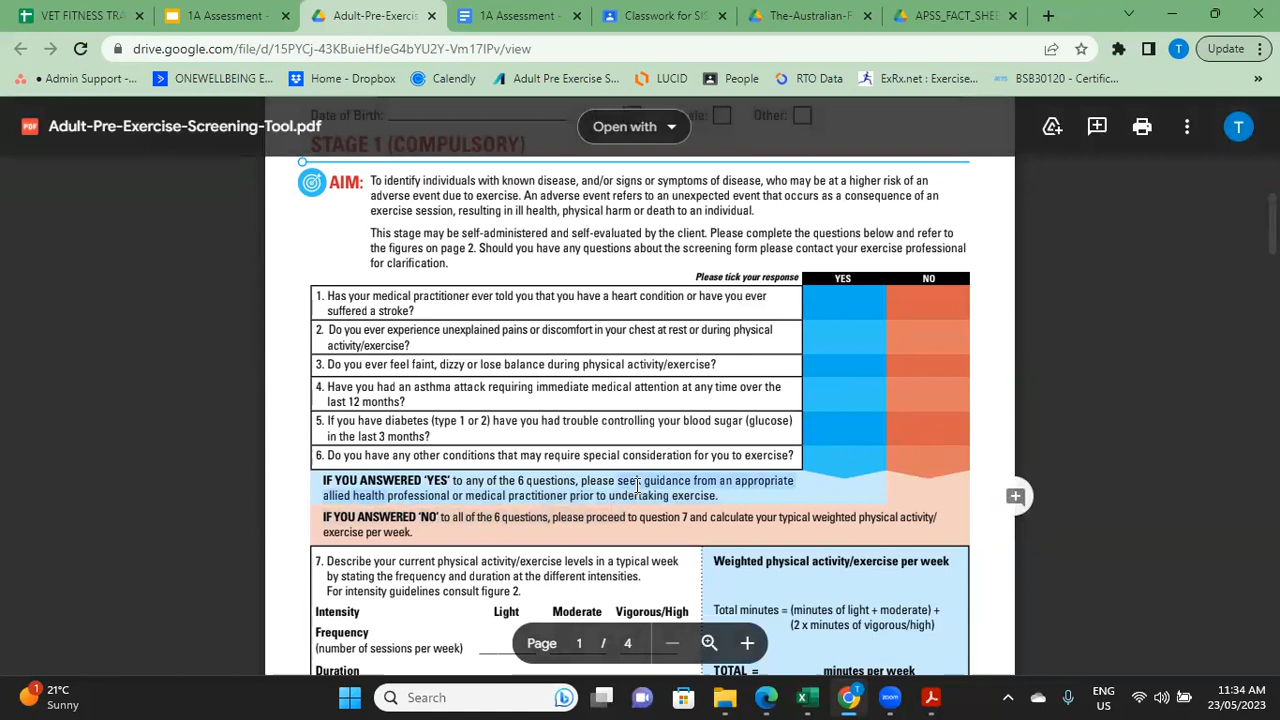 VET FITNESS TRA
1A Assessment -
Adult-Pre-Exercis
1A Assessment -
Classwork for SIS
The-Australian-F
APSS_FACT_SHE
drive.google.com/file/d/15PYCj-43KBuieHfJeG4bYU2Y-Vm17IPv/view
T
Update
Admin Support -...
ONEWELLBEING E...
Home - Dropbox
Calendly
Adult Pre Exercise S...
LUCID
People
RTO Data
ExRx.net : Exercise...
BSB30120 - Certific...
Date of Birth:
Other:
Adult-Pre-Exercise-Screening-Tool.pdf
Open with
T
STAGE 1 (COMPULSORY)
AIM: To identify individuals with known disease, and/or signs or symptoms of disease, who may be at a higher risk of an
adverse event due to exercise. An adverse event refers to an unexpected event that occurs as a consequence of an
exercise session, resulting in ill health, physical harm or death to an individual.
This stage may be self-administered and self-evaluated by the client. Please complete the questions below and refer to
the figures on page 2. Should you have any questions about the screening form please contact your exercise professional
for clarification.
Please tick your response YES NO
1. Has your medical practitioner ever told you that you have a heart condition or have you ever
suffered a stroke?
2. Do you ever experience unexplained pains or discomfort in your chest at rest or during physical
activity/exercise?
3. Do you ever feel faint, dizzy or lose balance during physical activity/exercise?
4. Have you had an asthma attack requiring immediate medical attention at any time over the
last 12 months?
5. If you have diabetes (type 1 or 2) have you had trouble controlling your blood sugar (glucose)
in the last 3 months?
6. Do you have any other conditions that may require special consideration for you to exercise?
IF YOU ANSWERED 'YES' to any of the 6 questions, please seek guidance from an appropriate
allied health professional or medical practitioner prior to undertaking exercise.
IF YOU ANSWERED 'NO' to all of the 6 questions, please proceed to question 7 and calculate your typical weighted physical activity/
exercise per week.
7. Describe your current physical activity/exercise levels in a typical week
by stating the frequency and duration at the different intensities.
For intensity guidelines consult figure 2.
Intensity Light Moderate Vigorous/High
Frequency
(number of sessions per week)
Duration
Weighted physical activity/exercise per week
Total minutes = (minutes of light + moderate) +
(2 x minutes of vigorous/high)
TOTAL = minutes per week
Page 1 / 4
1
21°C
Sunny
Search
ENG
US
11:34 AM
23/05/2023